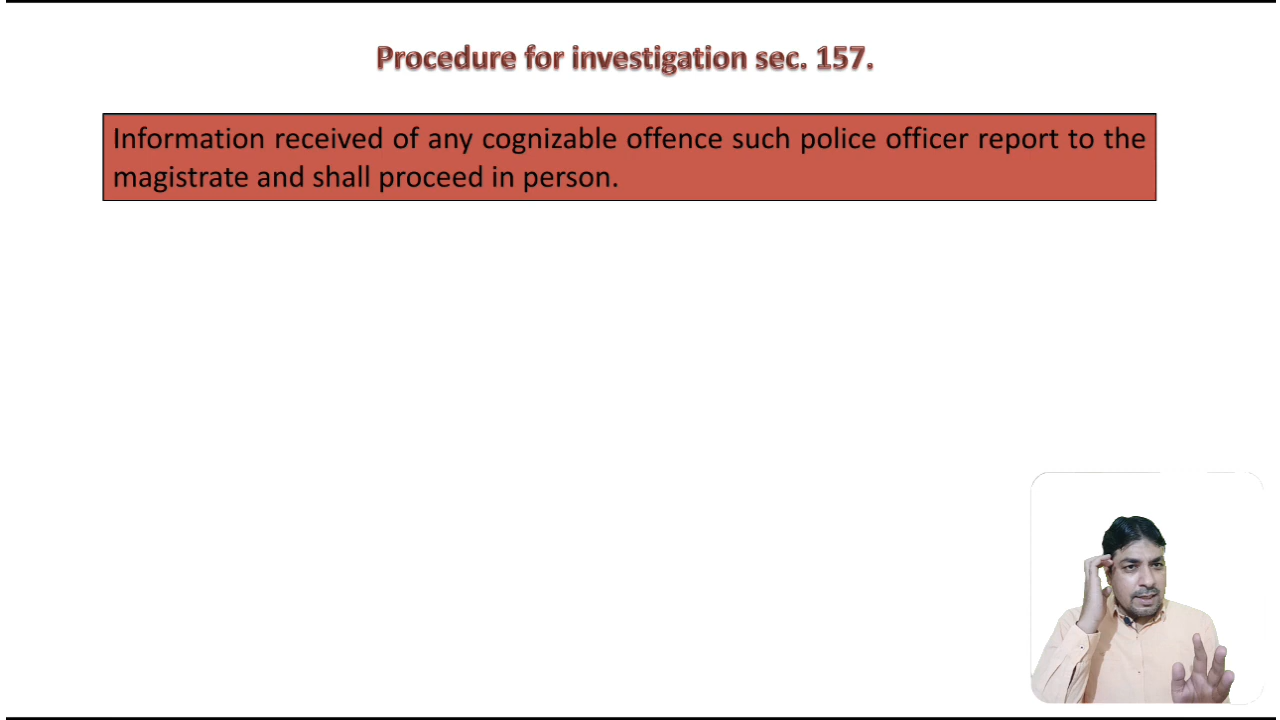 Procedure for investigation sec. 157.
Information received of any cognizable offence such police officer report to the
magistrate and shall proceed in person.